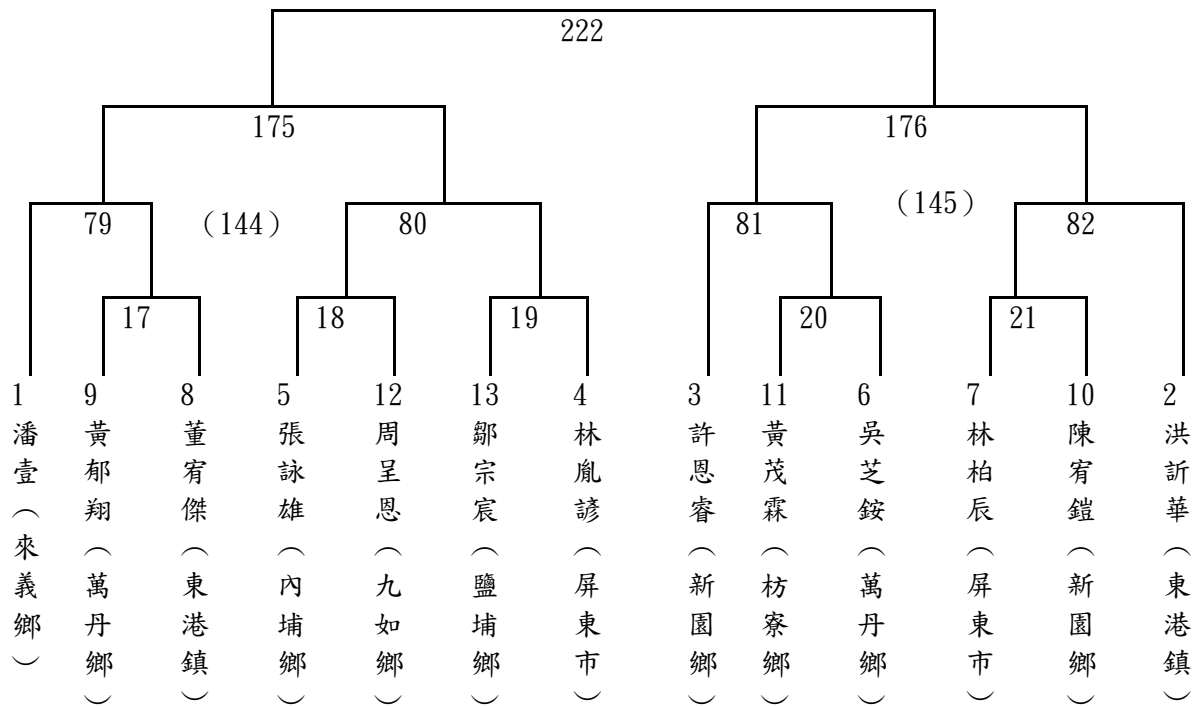 222
175
176
79
（144）
80
81
（145）
82
17
18
19
20
21
1
潘壹（來義鄉）
9
黃郁翔（萬丹鄉）
8
董宥傑（東港鎮）
5
張詠雄（內埔鄉）
12
周呈恩（九如鄉）
13
鄒宗宸（鹽埔鄉）
4
林胤諺（屏東市）
3
許恩睿（新園鄉）
11
黃茂霖（枋寮鄉）
6
吳芝銨（萬丹鄉）
7
林柏辰（屏東市）
10
陳宥鎧（新園鄉）
2
洪訢華（東港鎮）